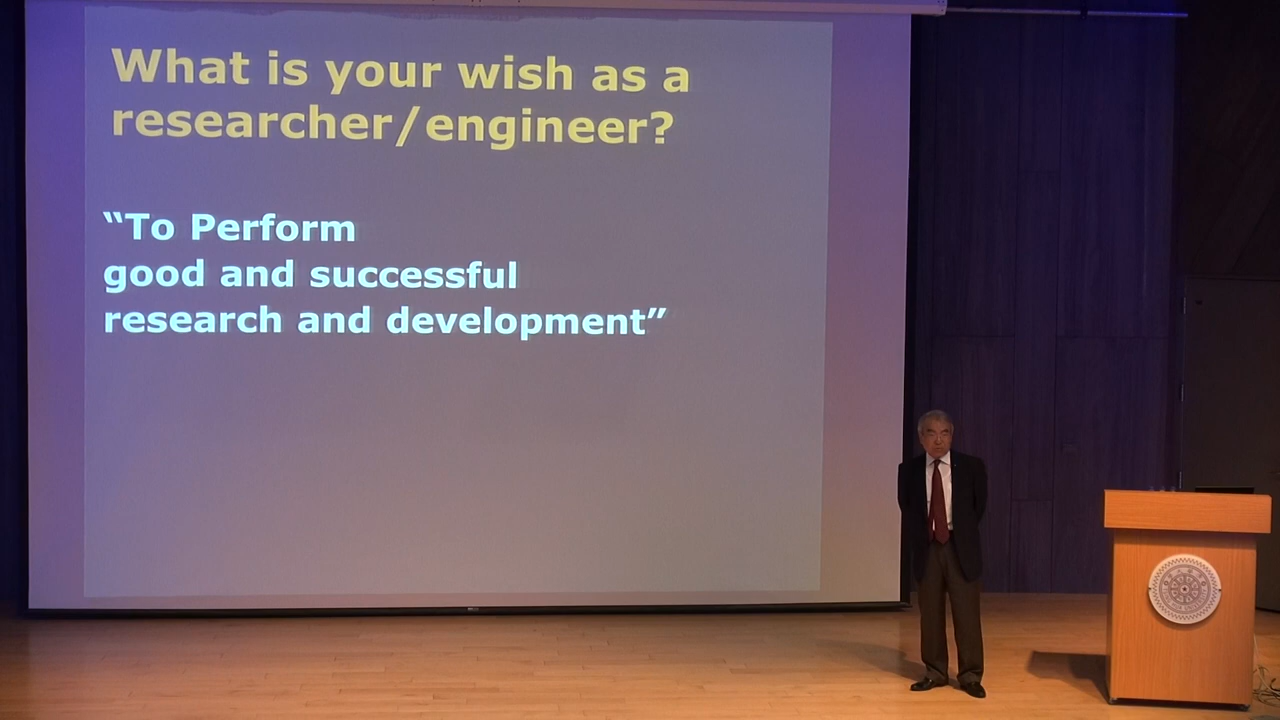 What is your wish as a
researcher/engineer?
“To Perform
good and successful
research and development”